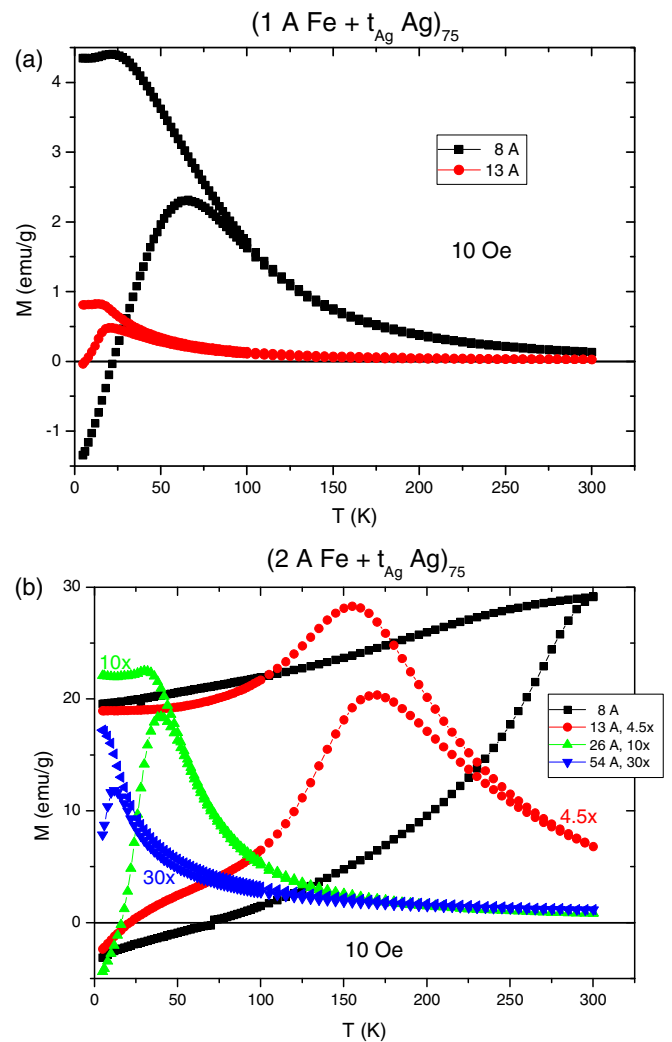 (1 A Fe + t_Ag Ag)_75
(a)
4
3
2
1
0
-1
M (emu/g)
8 A
13 A
10 Oe
0 50 100 150 200 250 300
T (K)
(2 A Fe + t_Ag Ag)_75
(b)
30
20
10
0
M (emu/g)
10x
30x
4.5x
8 A
13 A, 4.5x
26 A, 10x
54 A, 30x
10 Oe
0 50 100 150 200 250 300
T (K)